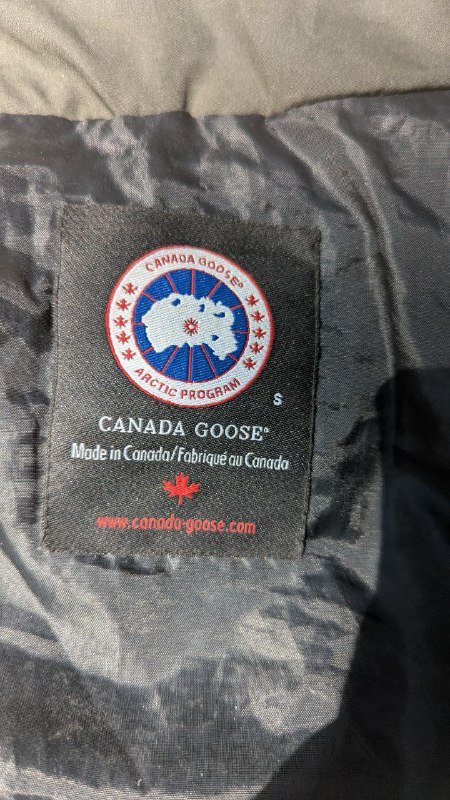 CANADA GOOSE®
ARCTIC PROGRAM
S
CANADA GOOSE®
Made in Canada/Fabriqué au Canada
www.canada-goose.com